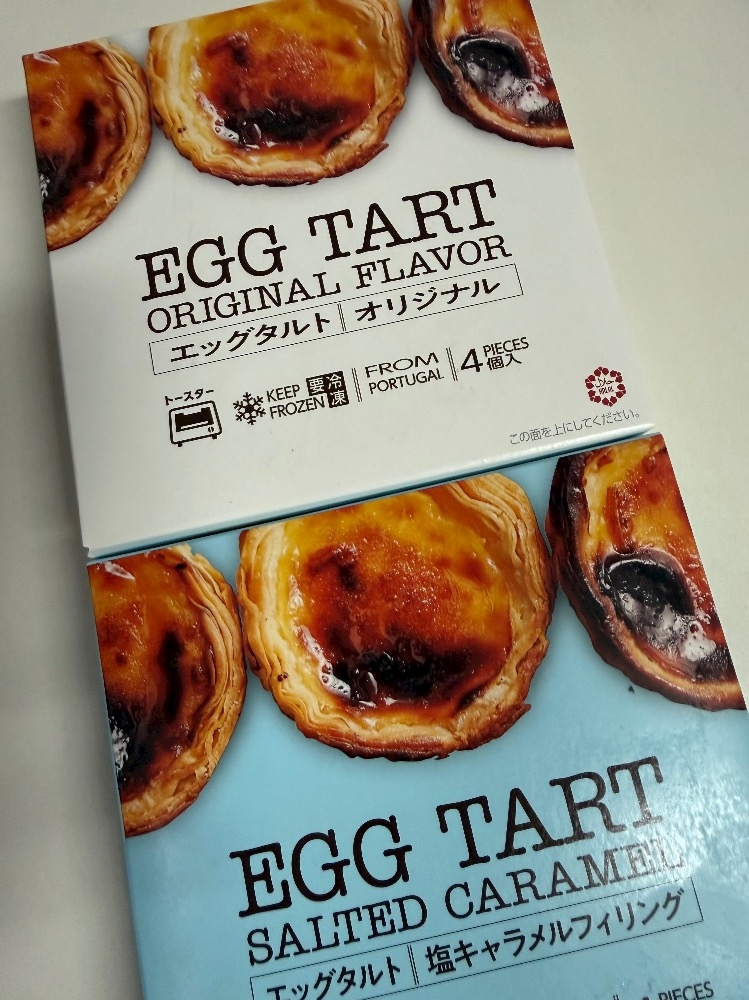 EGG TART
ORIGINAL FLAVOR
エッグタルト オリジナル
トースター
KEEP FROZEN
要冷凍
FROM PORTUGAL
4 PIECES 個入
HALAL
この面を上にしてください。
EGG TART
SALTED CARAMEL
エッグタルト 塩キャラメルフィリング
PIECES